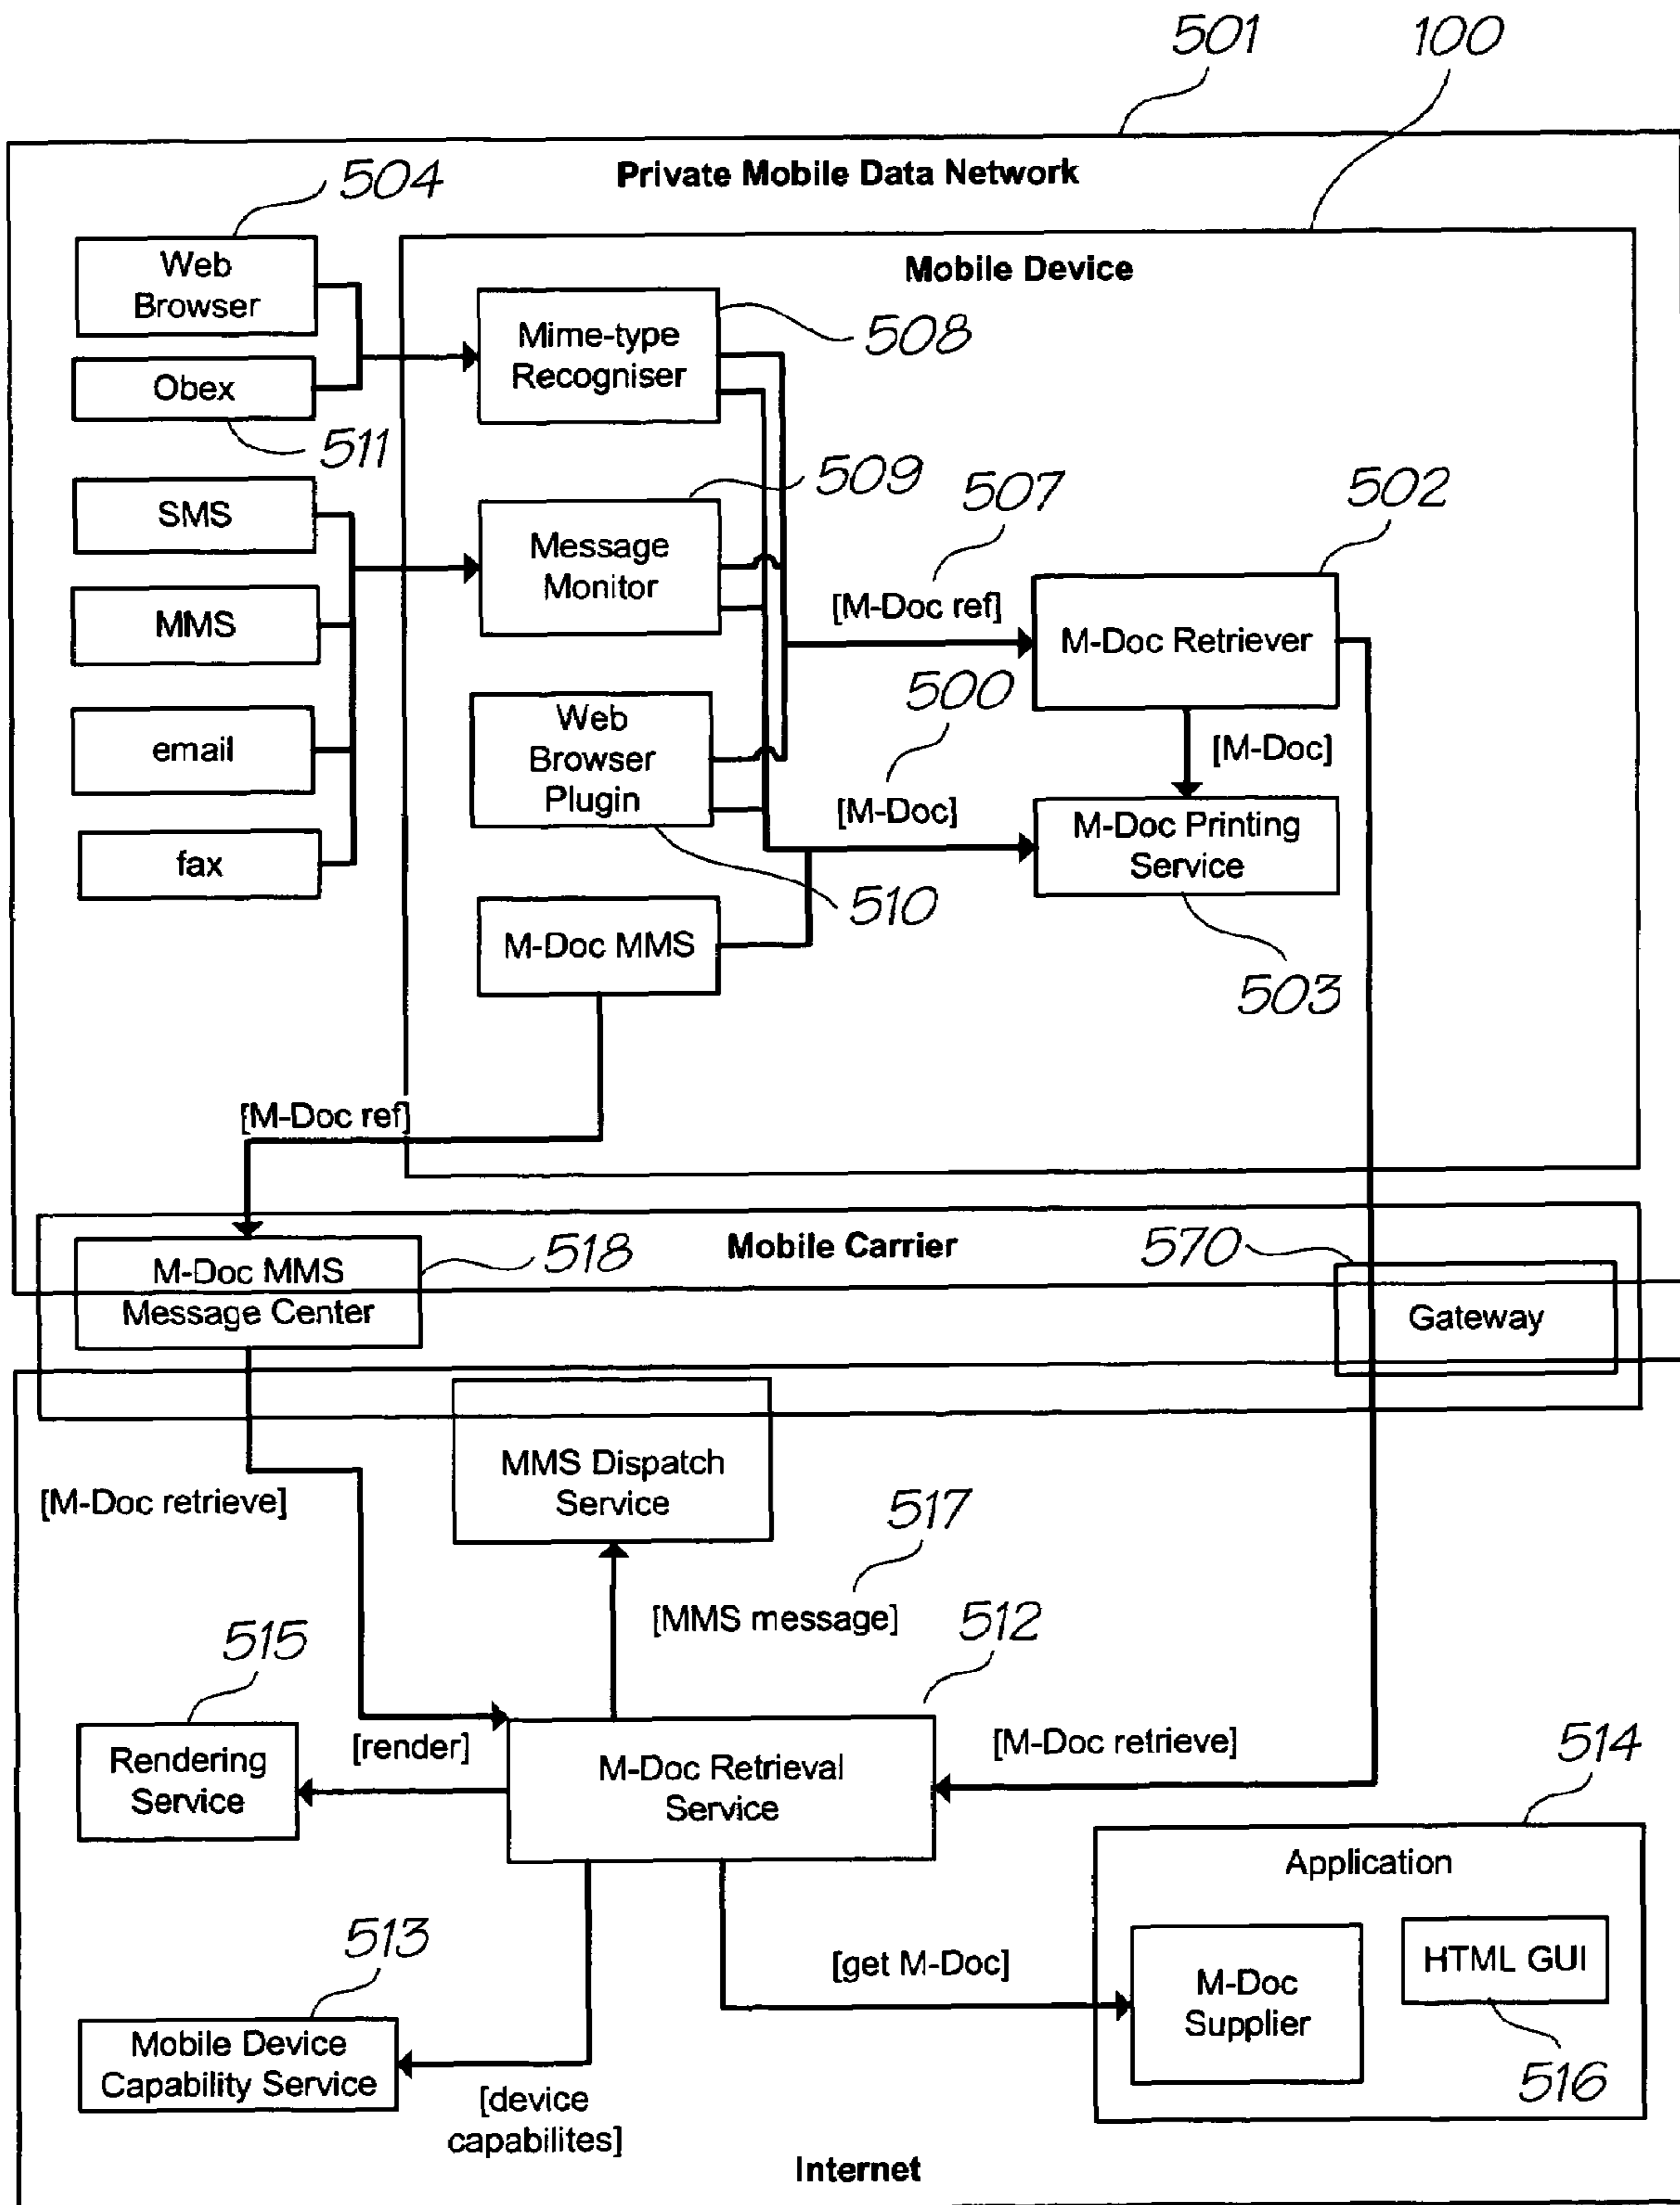 501
100
Private Mobile Data Network
504
Web
Browser
Mobile Device
Mime-type
Recogniser
508
Obex
511
SMS
509
Message
Monitor
507
502
MMS
[M-Doc ref]
M-Doc Retriever
500
email
Web
Browser
Plugin
[M-Doc]
[M-Doc]
M-Doc Printing
Service
fax
510
M-Doc MMS
503
[M-Doc ref]
M-Doc MMS
Message Center
518
Mobile Carrier
570
Gateway
[M-Doc retrieve]
MMS Dispatch
Service
517
[MMS message]
515
512
Rendering
Service
[render]
M-Doc Retrieval
Service
[M-Doc retrieve]
514
Application
513
[get M-Doc]
M-Doc
Supplier
HTML GUI
516
Mobile Device
Capability Service
[device
capabilites]
Internet